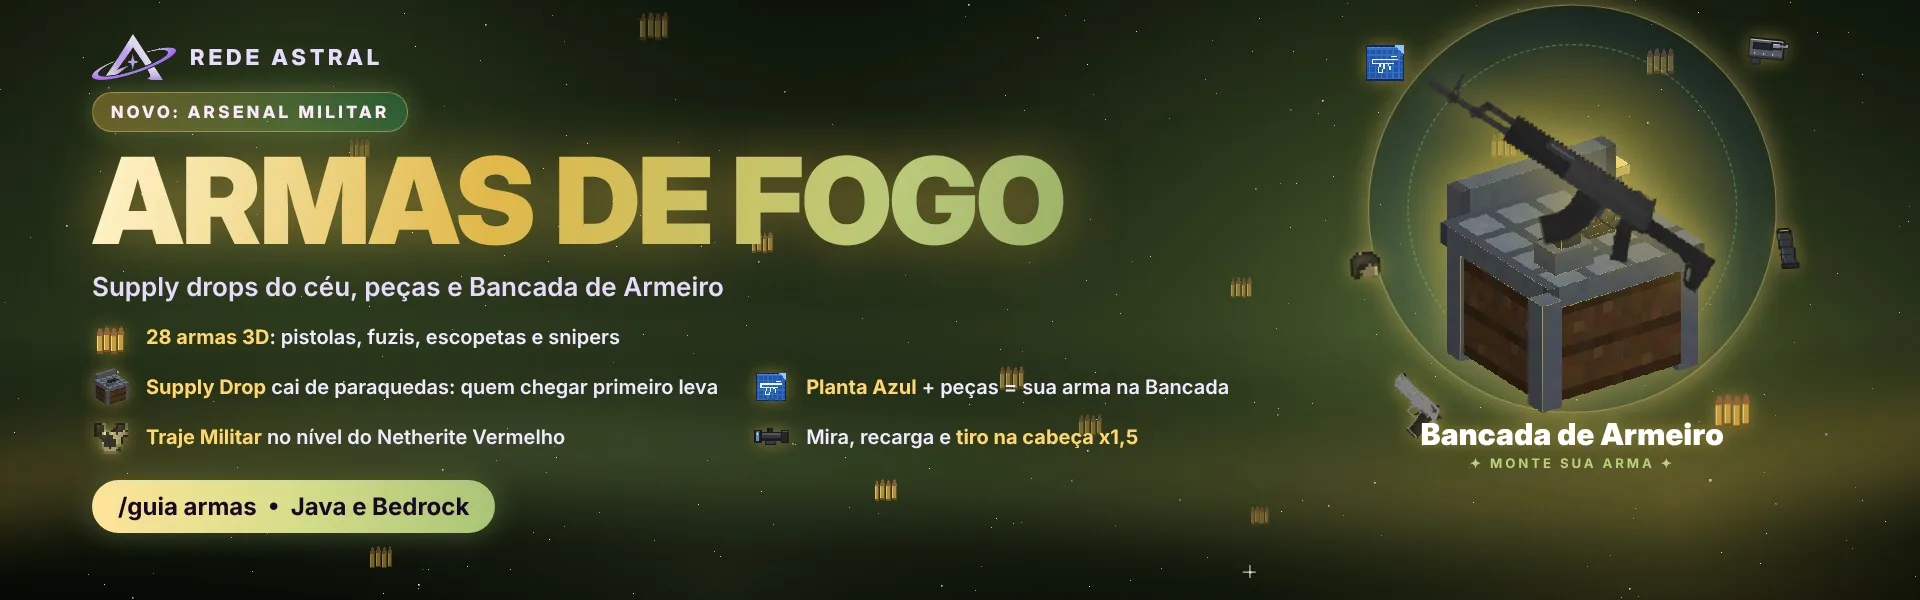 REDE ASTRAL
NOVO: ARSENAL MILITAR
ARMAS DE FOGO
Supply drops do céu, peças e Bancada de Armeiro
28 armas 3D: pistolas, fuzis, escopetas e snipers
Supply Drop cai de paraquedas: quem chegar primeiro leva
Planta Azul + peças = sua arma na Bancada
Traje Militar no nível do Netherite Vermelho
Mira, recarga e tiro na cabeça x1,5
/guia armas • Java e Bedrock
Bancada de Armeiro
✦ MONTE SUA ARMA ✦